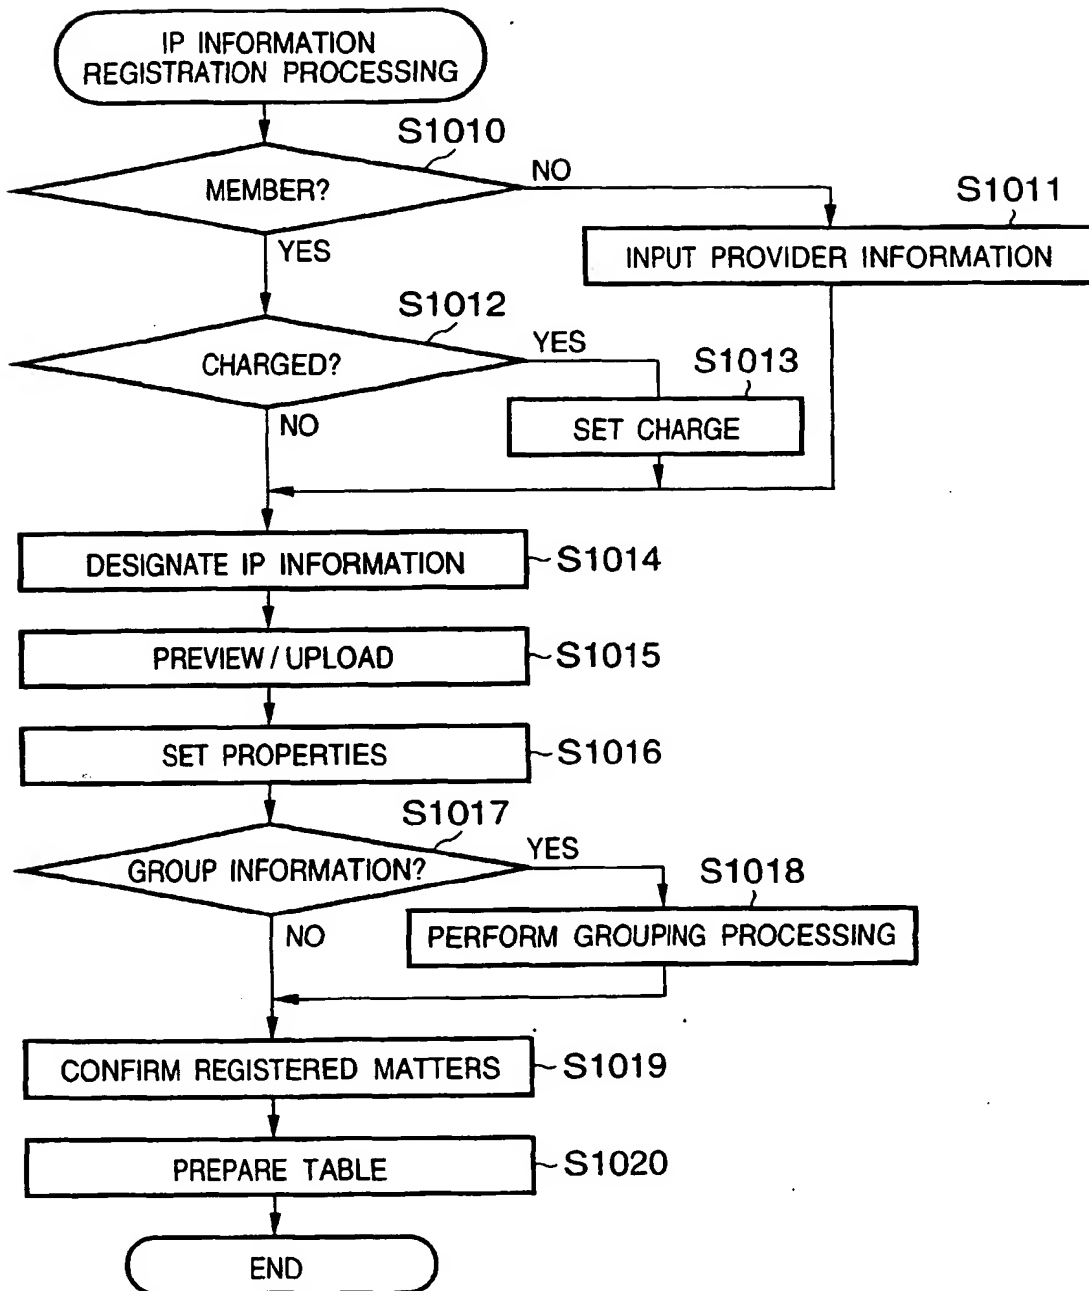 IP INFORMATION
REGISTRATION PROCESSING
S1010
MEMBER?
NO
S1011
YES
INPUT PROVIDER INFORMATION
S1012
CHARGED?
YES
S1013
NO
SET CHARGE
DESIGNATE IP INFORMATION
S1014
PREVIEW / UPLOAD
S1015
SET PROPERTIES
S1016
S1017
GROUP INFORMATION?
YES
S1018
NO
PERFORM GROUPING PROCESSING
CONFIRM REGISTERED MATTERS
S1019
PREPARE TABLE
S1020
END